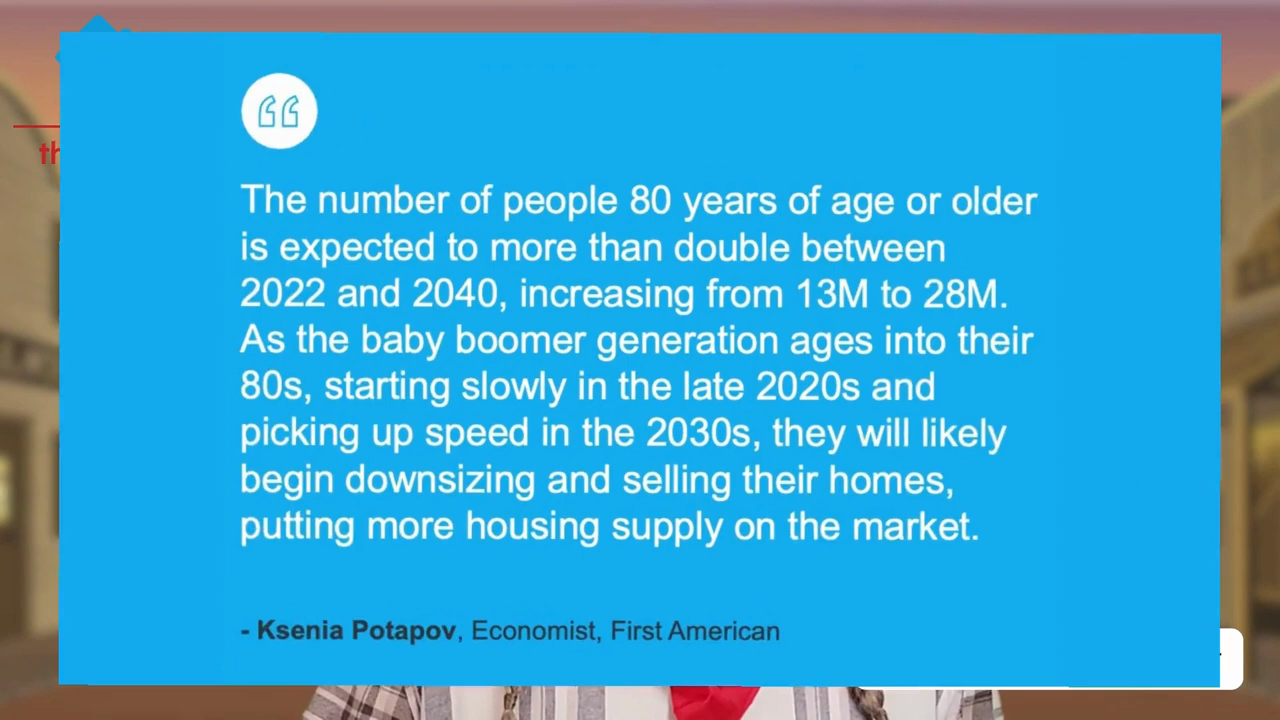 th
The number of people 80 years of age or older
is expected to more than double between
2022 and 2040, increasing from 13M to 28M.
As the baby boomer generation ages into their
80s, starting slowly in the late 2020s and
picking up speed in the 2030s, they will likely
begin downsizing and selling their homes,
putting more housing supply on the market.
- Ksenia Potapov, Economist, First American